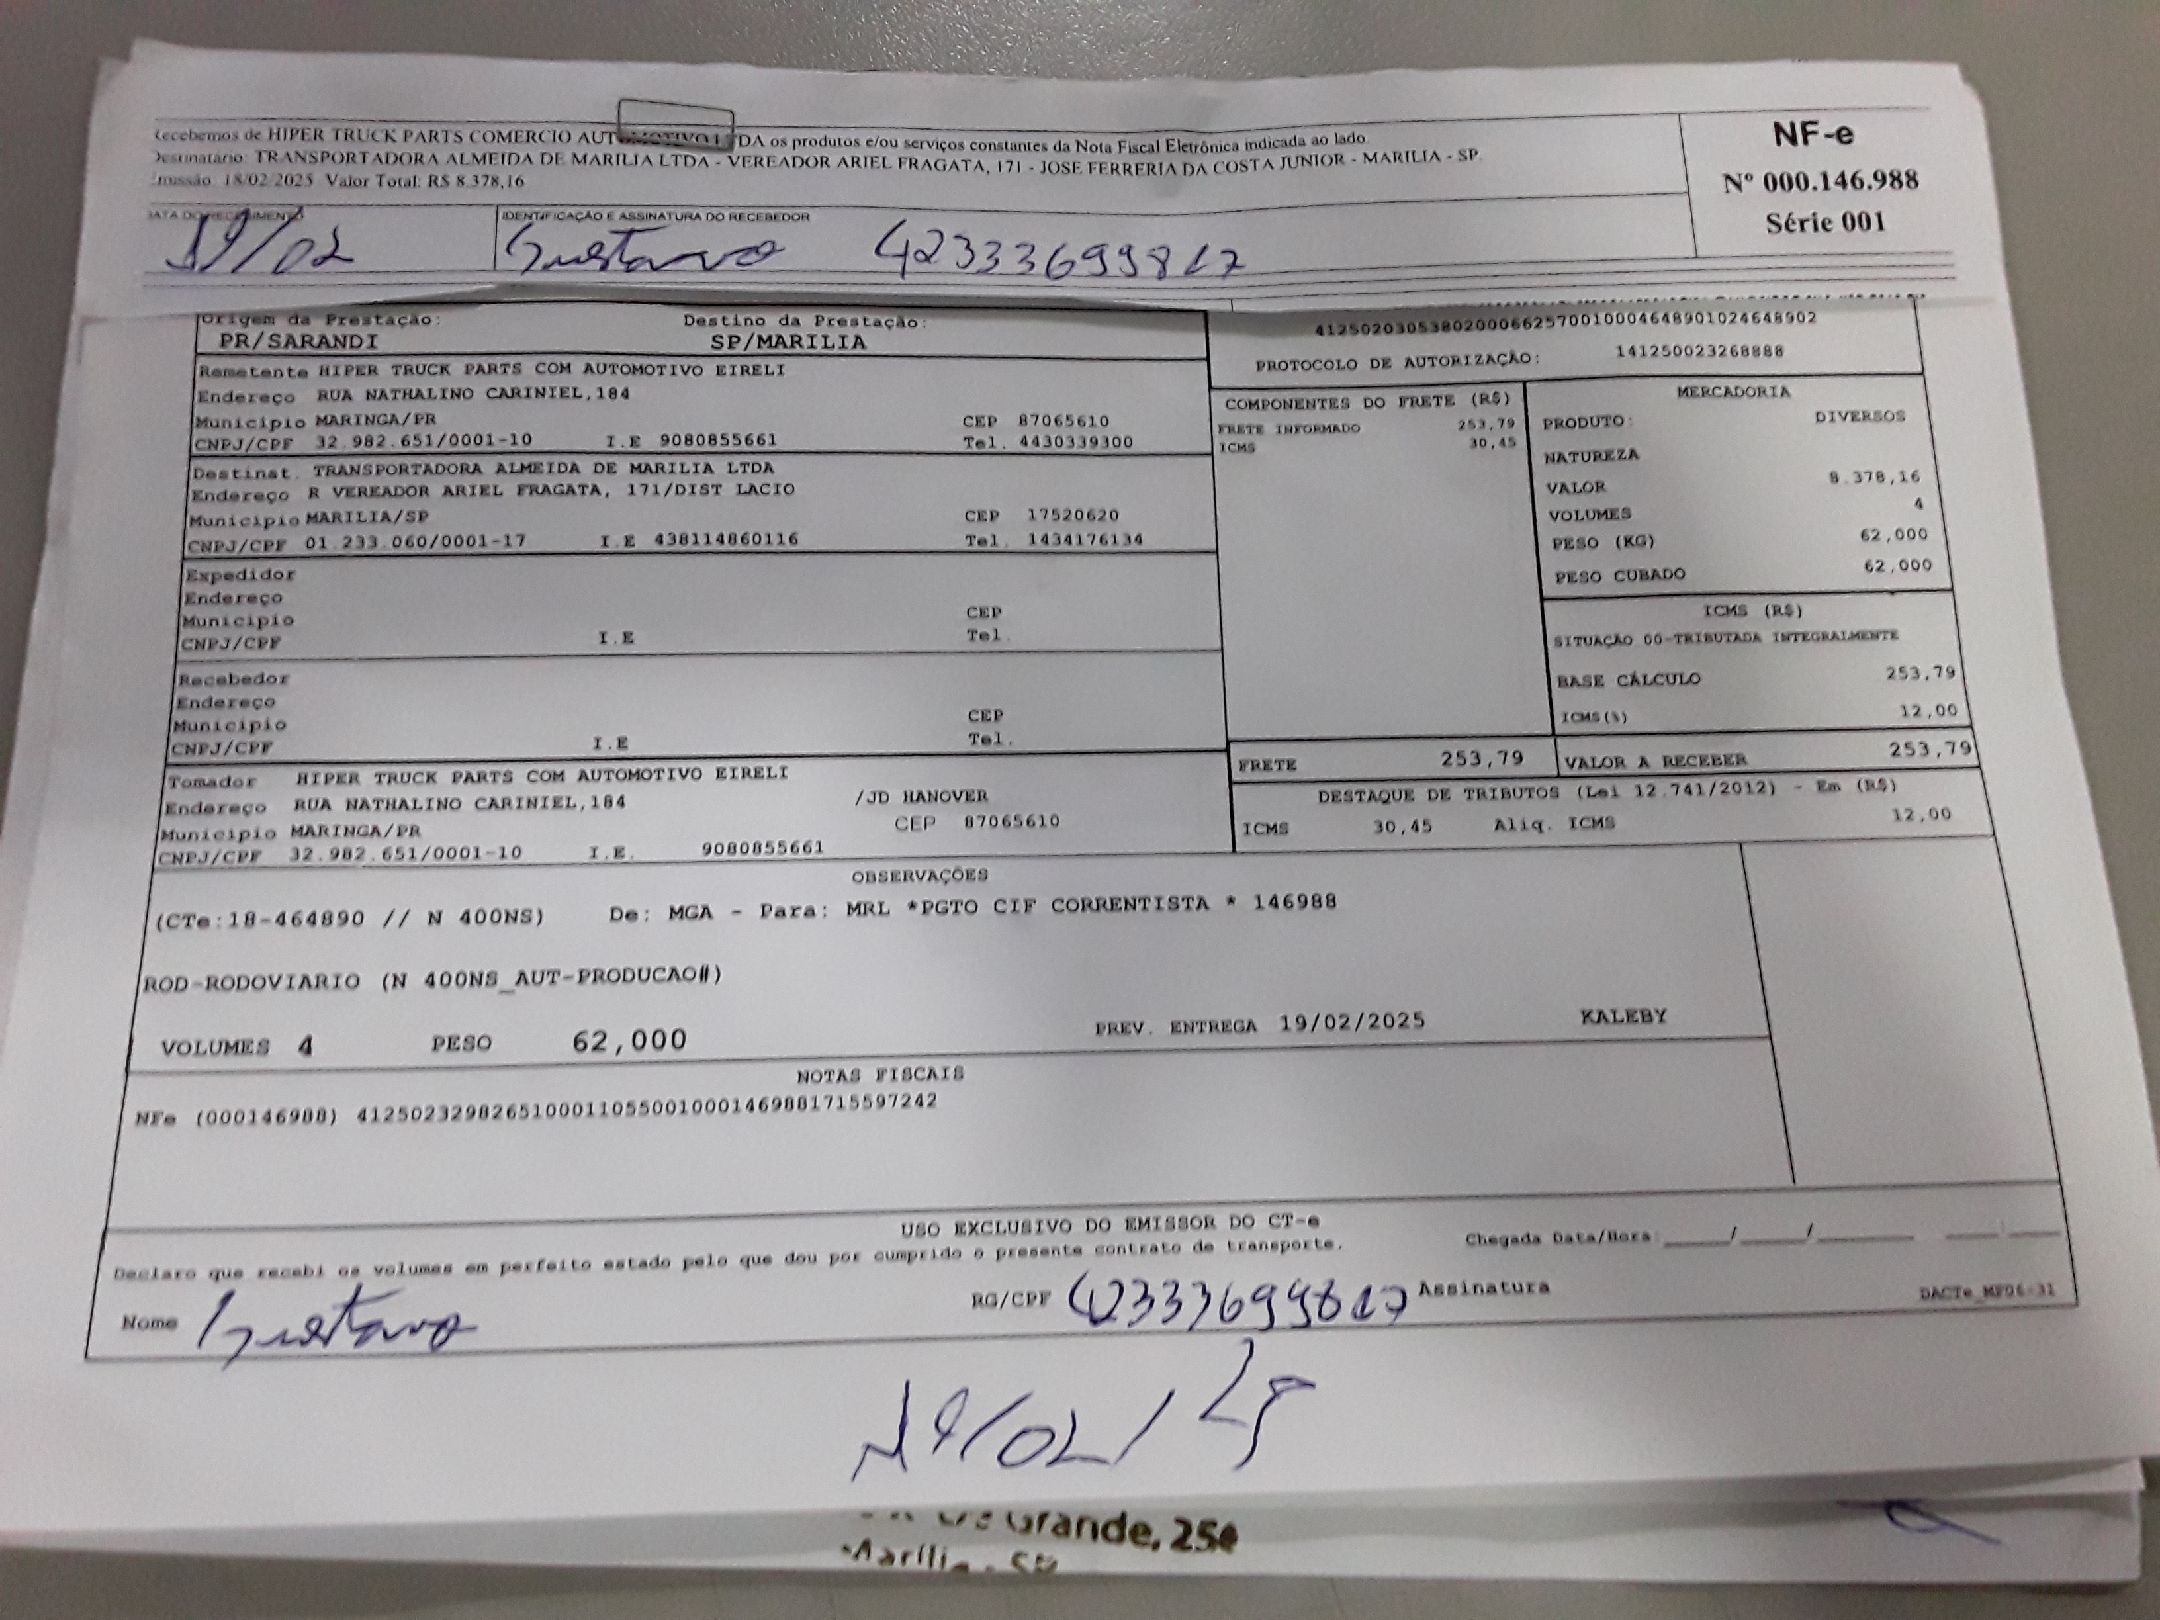 Recebemos de HIPER TRUCK PARTS COMERCIO AUTOMOTIVO LTDA os produtos e/ou serviços constantes da Nota Fiscal Eletrônica indicada ao lado.
Destinatário: TRANSPORTADORA ALMEIDA DE MARILIA LTDA - VEREADOR ARIEL FRAGATA, 171 - JOSE FERRERIA DA COSTA JUNIOR - MARILIA - SP.
Emissão: 18/02/2025 Valor Total: R$ 8.378,16
NF-e
Nº 000.146.988
Série 001
DATA DO RECEBIMENTO
IDENTIFICAÇÃO E ASSINATURA DO RECEBEDOR
19/02 Gustavo 42333699817
Origem da Prestação: Destino da Prestação:
PR/SARANDI SP/MARILIA
41250203053802000662570010004648901024648902
PROTOCOLO DE AUTORIZAÇÃO: 141250023268888
Remetente HIPER TRUCK PARTS COM AUTOMOTIVO EIRELI
Endereço RUA NATHALINO CARINIEL,184
Municipio MARINGA/PR CEP 87065610
CNPJ/CPF 32.982.651/0001-10 I.E 9080855661 Tel. 4430339300
Destinat. TRANSPORTADORA ALMEIDA DE MARILIA LTDA
Endereço R VEREADOR ARIEL FRAGATA, 171/DIST LACIO
Municipio MARILIA/SP CEP 17520620
CNPJ/CPF 01.233.060/0001-17 I.E 438114860116 Tel. 1434176134
Expedidor
Endereço
Municipio CEP
CNPJ/CPF I.E Tel.
Recebedor
Endereço
Municipio CEP
CNPJ/CPF I.E Tel.
Tomador HIPER TRUCK PARTS COM AUTOMOTIVO EIRELI
Endereço RUA NATHALINO CARINIEL,184 /JD HANOVER
Municipio MARINGA/PR CEP 87065610
CNPJ/CPF 32.982.651/0001-10 I.E. 9080855661
COMPONENTES DO FRETE (R$)
FRETE INFORMADO 253,79
ICMS 30,45
MERCADORIA
PRODUTO: DIVERSOS
NATUREZA
VALOR 8.378,16
VOLUMES 4
PESO (KG) 62,000
PESO CUBADO 62,000
ICMS (R$)
SITUAÇÃO 00-TRIBUTADA INTEGRALMENTE
BASE CÁLCULO 253,79
ICMS(%) 12,00
FRETE 253,79 VALOR A RECEBER 253,79
DESTAQUE DE TRIBUTOS (Lei 12.741/2012) - Em (R$)
ICMS 30,45 Aliq. ICMS 12,00
OBSERVAÇÕES
(CTe:18-464890 // N 400NS) De: MGA - Para: MRL *PGTO CIF CORRENTISTA * 146988
ROD-RODOVIARIO (N 400NS_AUT-PRODUCAO#)
VOLUMES 4 PESO 62,000 PREV. ENTREGA 19/02/2025 KALEBY
NOTAS FISCAIS
NFe (000146988) 41250232982651000110550010001469881715597242
USO EXCLUSIVO DO EMISSOR DO CT-e
Declaro que recebi os volumes em perfeito estado pelo que dou por cumprido o presente contrato de transporte.
Chegada Data/Hora: ____/____/____
Nome Gustavo RG/CPF 42333699817 Assinatura
DACTe_MF06-31
19/02/25
Grande, 25
Marília - SP